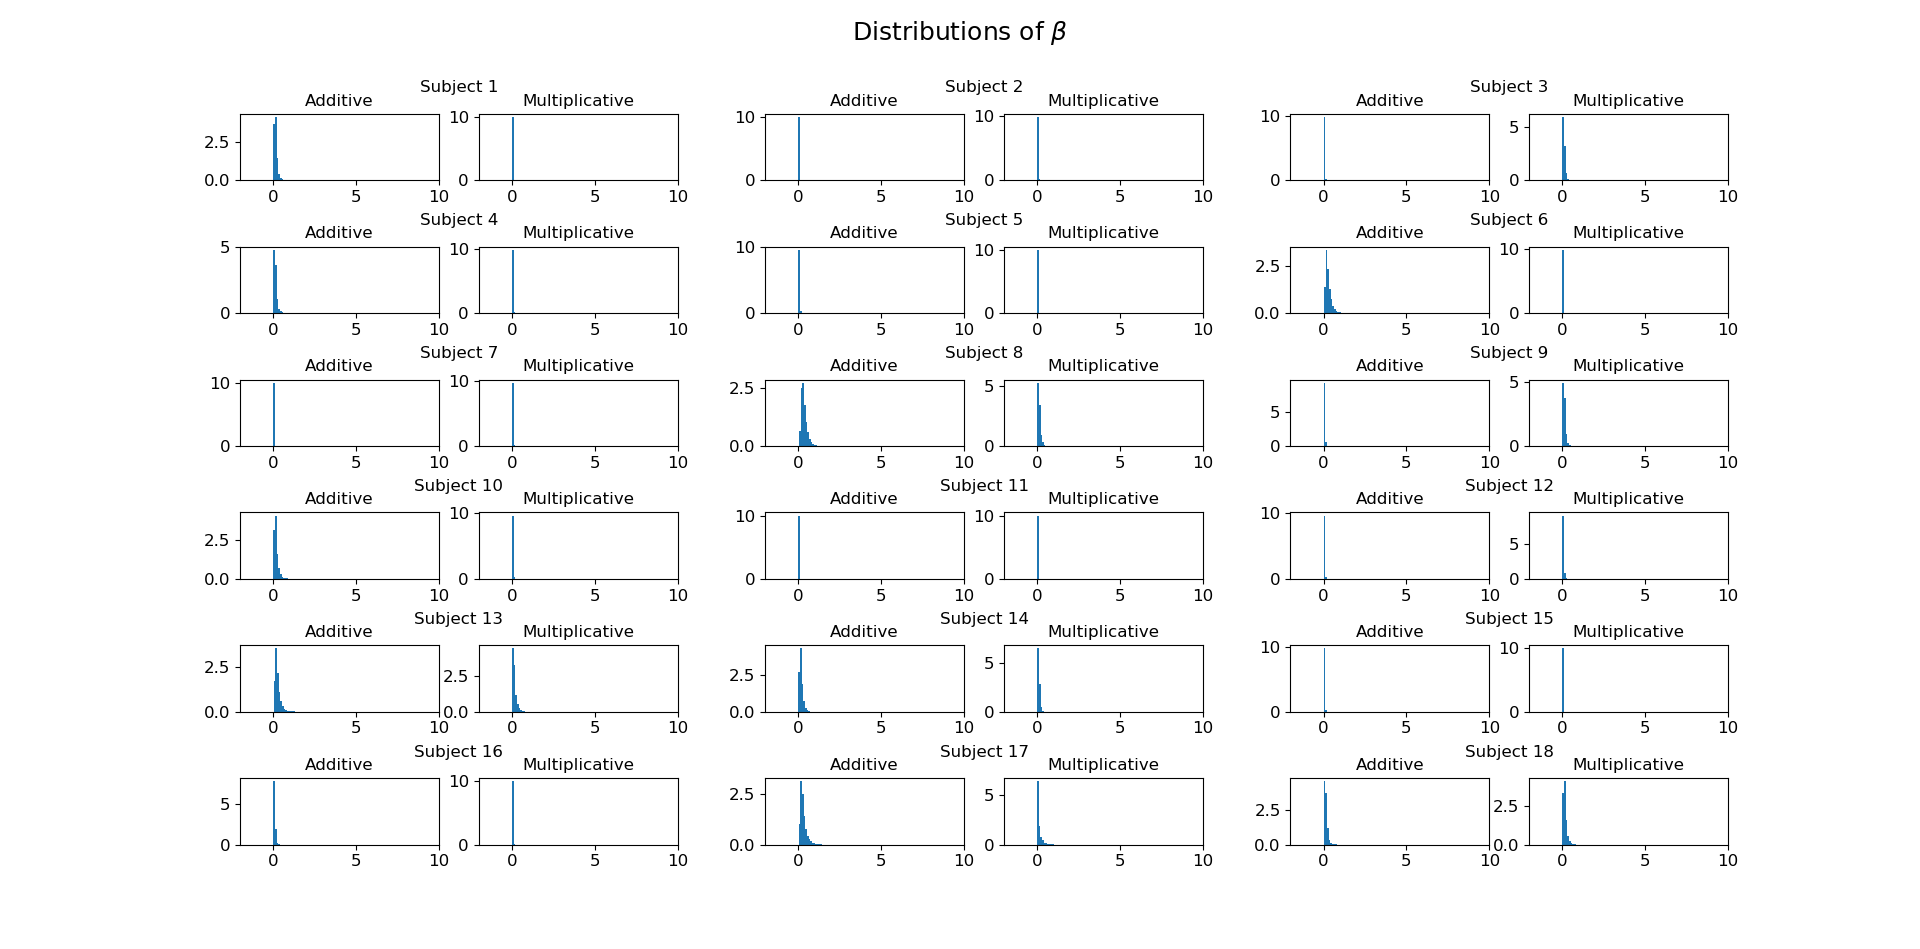 Distributions of β
Subject 1 Subject 2 Subject 3
Additive Multiplicative Additive Multiplicative Additive Multiplicative
10 10 10 10
2.5 5
0.0 0 0 0 0 0
0 5 10 0 5 10 0 5 10 0 5 10 0 5 10 0 5 10
Subject 4 Subject 5 Subject 6
Additive Multiplicative Additive Multiplicative Additive Multiplicative
5 10 10 10 10
2.5
0 0 0 0 0.0 0
0 5 10 0 5 10 0 5 10 0 5 10 0 5 10 0 5 10
Subject 7 Subject 8 Subject 9
Additive Multiplicative Additive Multiplicative Additive Multiplicative
10 10 2.5 5 5 5
0 0 0.0 0 0 0
0 5 10 0 5 10 0 5 10 0 5 10 0 5 10 0 5 10
Subject 10 Subject 11 Subject 12
Additive Multiplicative Additive Multiplicative Additive Multiplicative
10 10 10 10
2.5 5
0.0 0 0 0 0 0
0 5 10 0 5 10 0 5 10 0 5 10 0 5 10 0 5 10
Subject 13 Subject 14 Subject 15
Additive Multiplicative Additive Multiplicative Additive Multiplicative
2.5 2.5 2.5 5 10 10
0.0 0.0 0.0 0 0 0
0 5 10 0 5 10 0 5 10 0 5 10 0 5 10 0 5 10
Subject 16 Subject 17 Subject 18
Additive Multiplicative Additive Multiplicative Additive Multiplicative
5 10 2.5 5 2.5 2.5
0 0 0.0 0 0.0 0.0
0 5 10 0 5 10 0 5 10 0 5 10 0 5 10 0 5 10